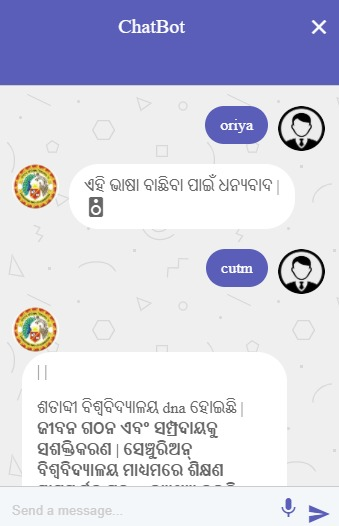 ChatBot
oriya
ଏହି ଭାଷା ବାଛିବା ପାଇଁ ଧନ୍ୟବାଦ |
cutm
| |
ଶତାବ୍ଦୀ ବିଶ୍ୱବିଦ୍ୟାଳୟ dna ହୋଇଛି |
ଜୀବନ ଗଠନ ଏବଂ ସମ୍ପ୍ରଦାୟକୁ
ସଶକ୍ତିକରଣ | ସେଞ୍ଚୁରିଅନ୍
ବିଶ୍ୱବିଦ୍ୟାଳୟ ମାଧ୍ୟମରେ ଶିକ୍ଷଣ
Send a message...